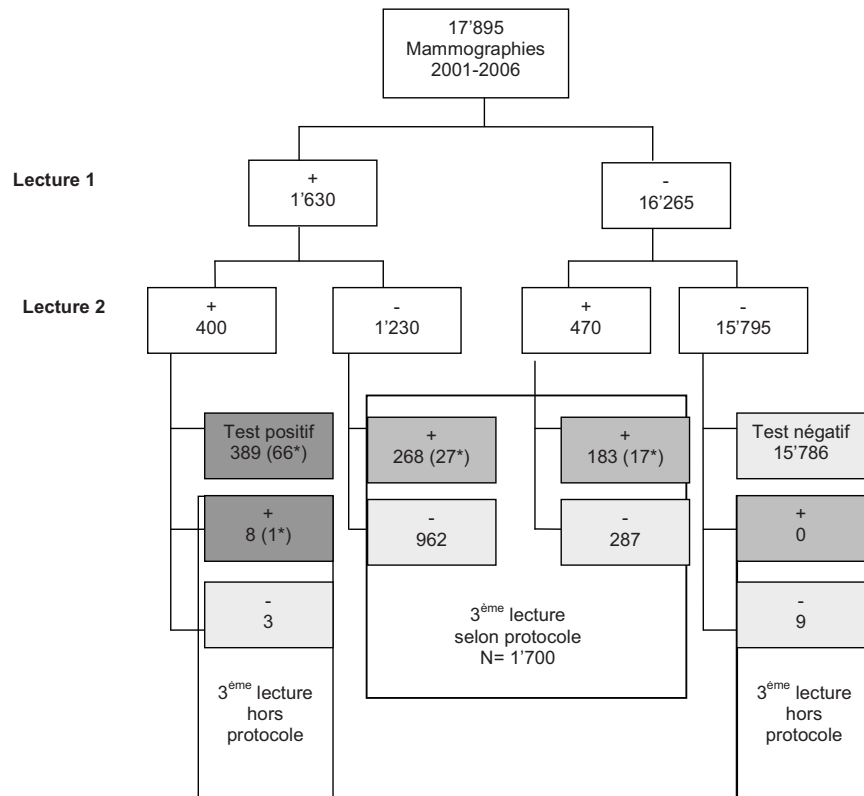 17’895
Mammographies
2001-2006
Lecture 1
+
1’630
-
16’265
Lecture 2
+
400
-
1’230
+
470
-
15’795
Test positif
389 (66*)
+
268 (27*)
+
183 (17*)
Test négatif
15’786
+
8 (1*)
-
962
-
287
+
0
-
3
-
9
3ème lecture
selon protocole
N= 1’700
3ème lecture
hors
protocole
3ème lecture
hors
protocole